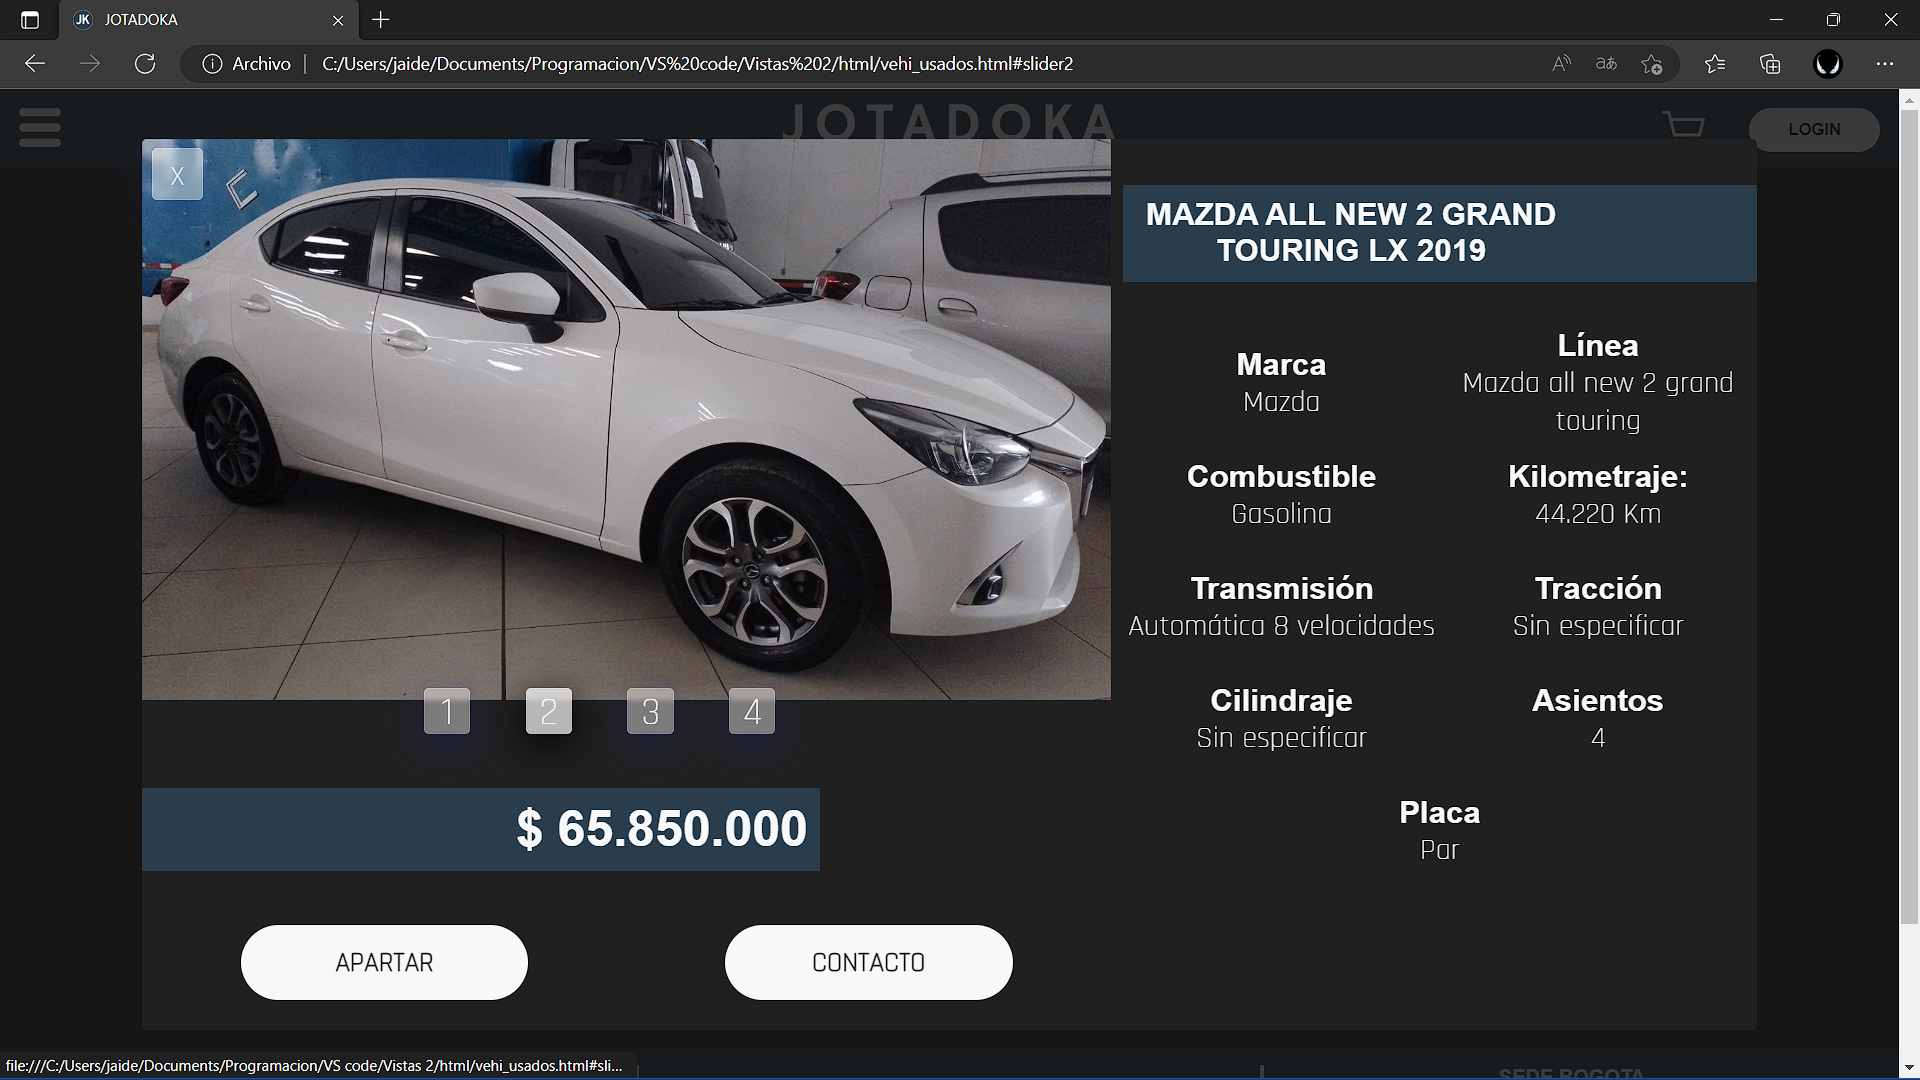 JK JOTADOKA
Archivo
C:/Users/jaide/Documents/Programacion/VS%20code/Vistas%202/html/vehi_usados.html#slider2
JOTADOKA
LOGIN
X
MAZDA ALL NEW 2 GRAND
TOURING LX 2019
Marca
Mazda
Línea
Mazda all new 2 grand
touring
Combustible
Gasolina
Kilometraje:
44.220 Km
Transmisión
Automática 8 velocidades
Tracción
Sin especificar
Cilindraje
Sin especificar
Asientos
4
Placa
Par
1 2 3 4
$ 65.850.000
APARTAR
CONTACTO
file:///C:/Users/jaide/Documents/Programacion/VS code/Vistas 2/html/vehi_usados.html#sli...
SEDE BOGOTA